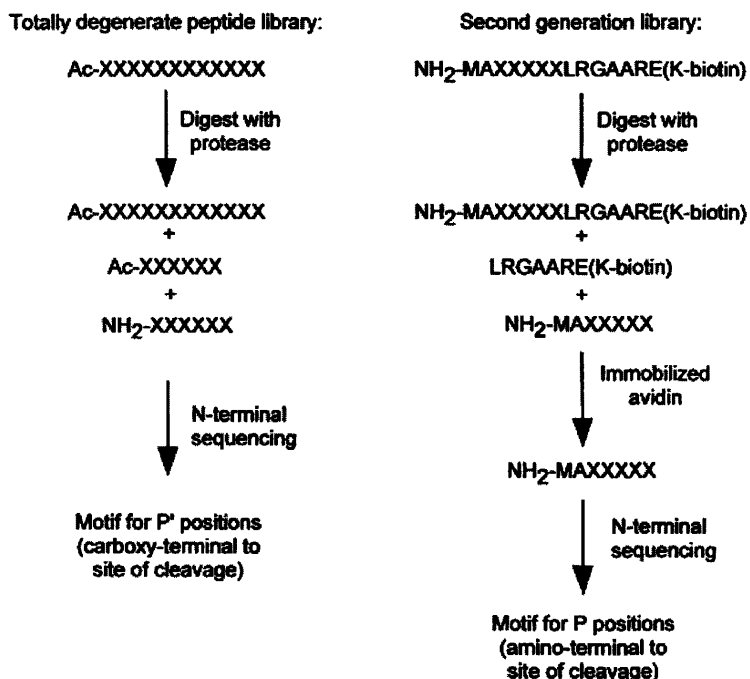 Totally degenerate peptide library:
Ac-XXXXXXXXXXXX
Digest with
protease
Ac-XXXXXXXXXXXX
+
Ac-XXXXXX
+
NH2-XXXXXX
N-terminal
sequencing
Motif for P' positions
(carboxy-terminal to
site of cleavage)
Second generation library:
NH2-MAXXXXXLRGAARE(K-biotin)
Digest with
protease
NH2-MAXXXXXLRGAARE(K-biotin)
+
LRGAARE(K-biotin)
+
NH2-MAXXXXX
Immobilized
avidin
NH2-MAXXXXX
N-terminal
sequencing
Motif for P positions
(amino-terminal to
site of cleavage)